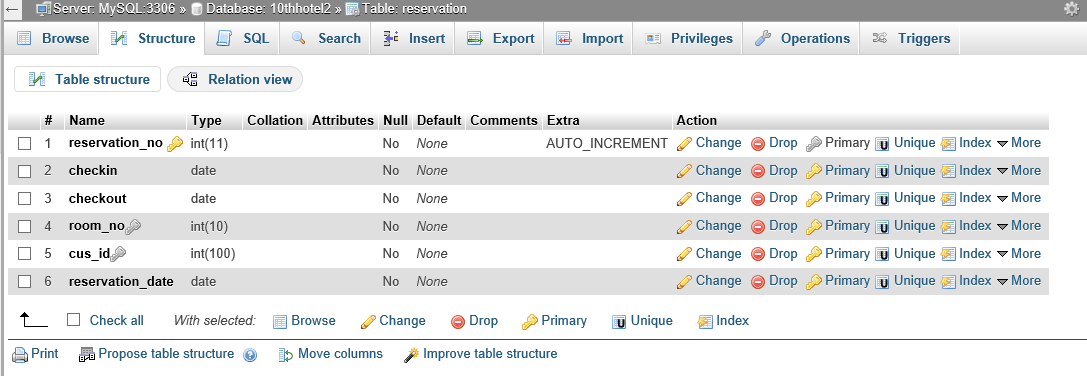 Server: MySQL:3306 » Database: 10thhotel2 » Table: reservation
Browse Structure SQL Search Insert Export Import Privileges Operations Triggers
Table structure Relation view
# Name Type Collation Attributes Null Default Comments Extra Action
1 reservation_no int(11) No None AUTO_INCREMENT Change Drop Primary Unique Index More
2 checkin date No None Change Drop Primary Unique Index More
3 checkout date No None Change Drop Primary Unique Index More
4 room_no int(10) No None Change Drop Primary Unique Index More
5 cus_id int(100) No None Change Drop Primary Unique Index More
6 reservation_date date No None Change Drop Primary Unique Index More
Check all With selected: Browse Change Drop Primary Unique Index
Print Propose table structure Move columns Improve table structure